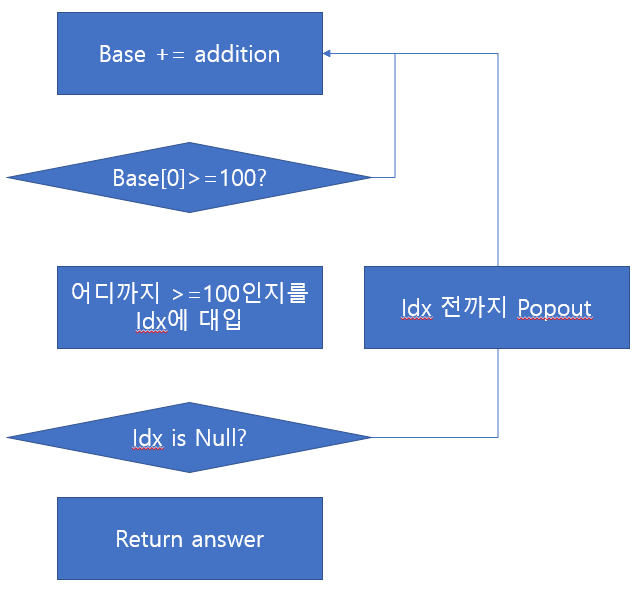 Base += addition
Base[0]>=100?
어디까지 >=100인지를
Idx에 대입
Idx 전까지 Popout
Idx is Null?
Return answer